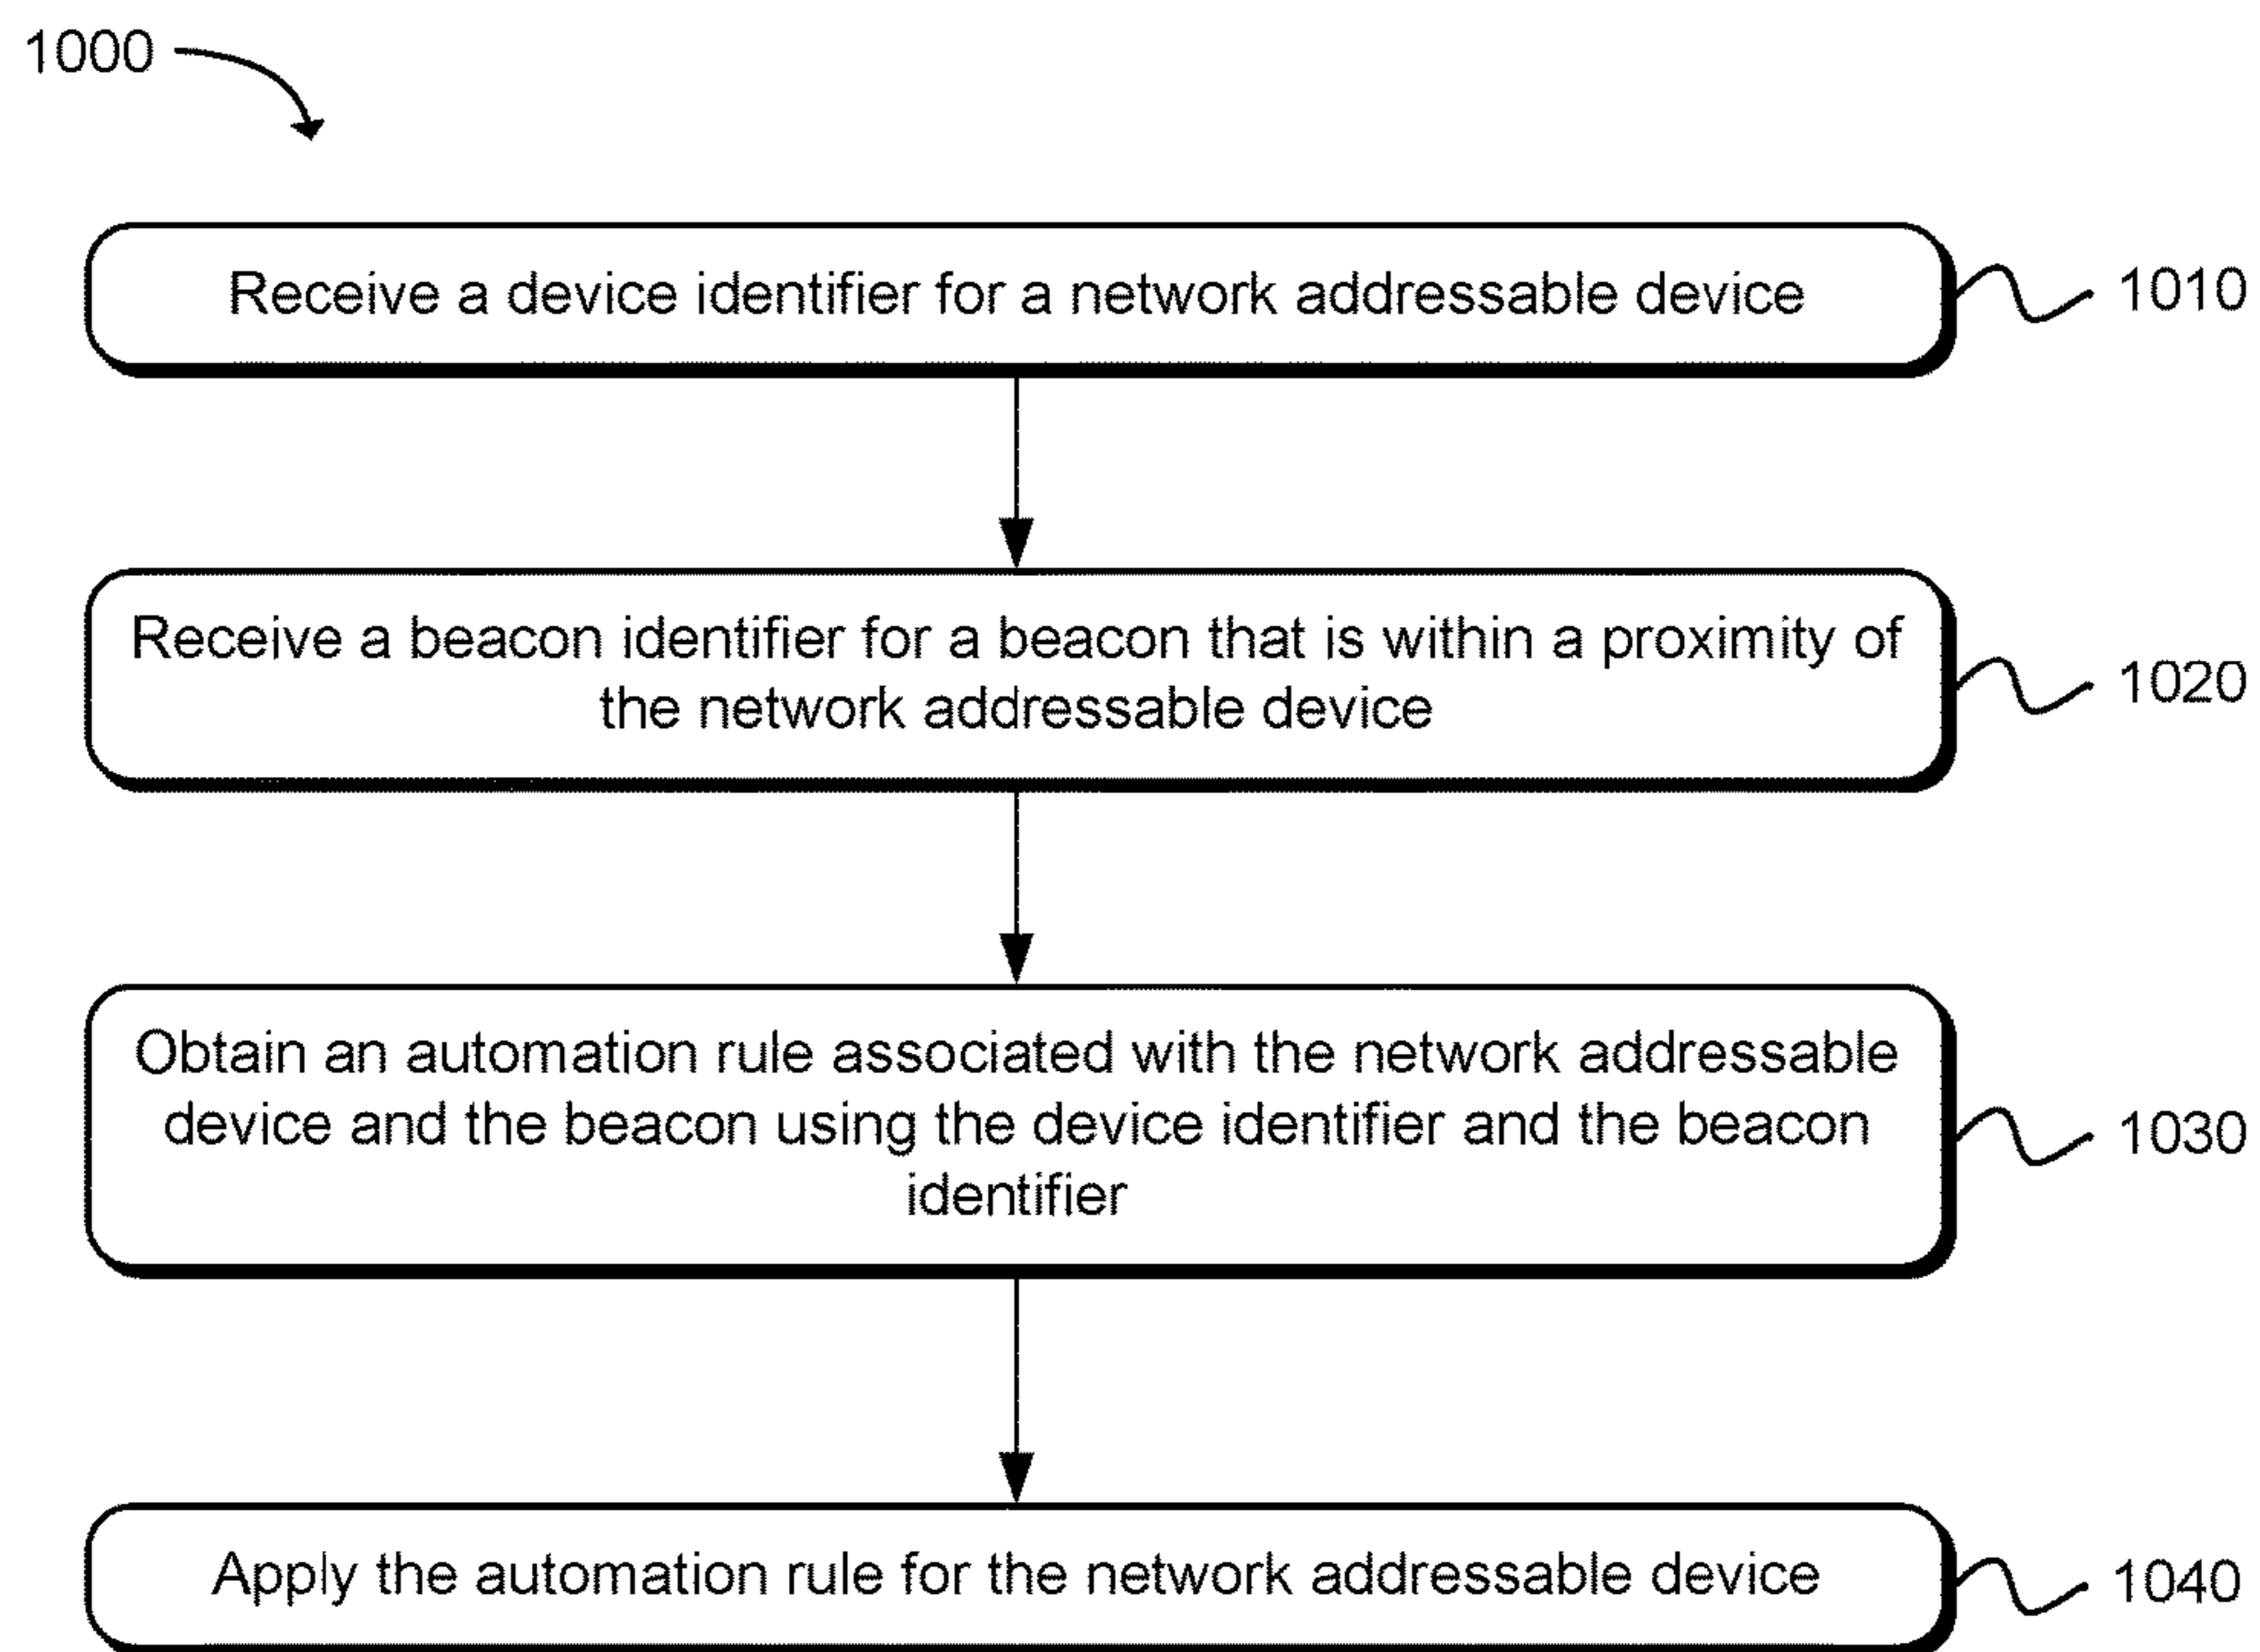 1000
Receive a device identifier for a network addressable device
1010
Receive a beacon identifier for a beacon that is within a proximity of
the network addressable device
1020
Obtain an automation rule associated with the network addressable
device and the beacon using the device identifier and the beacon
identifier
1030
Apply the automation rule for the network addressable device
1040